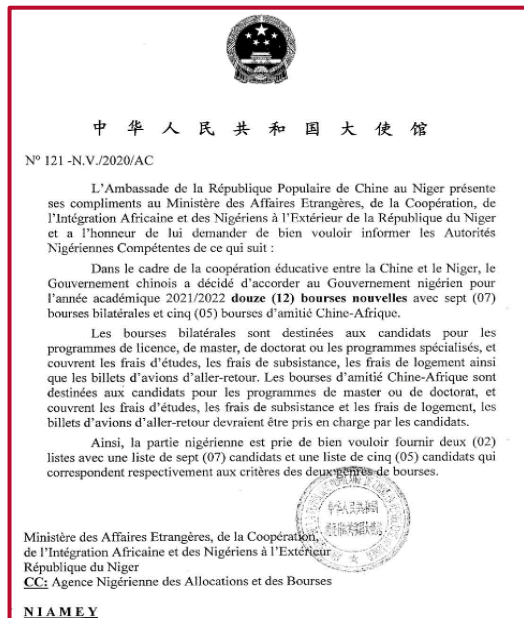 中华人民共和国大使馆
Nº 121 -N.V./2020/AC
L'Ambassade de la République Populaire de Chine au Niger présente
ses compliments au Ministère des Affaires Etrangères, de la Coopération, de
l'Intégration Africaine et des Nigériens à l'Extérieur de la République du Niger
et a l'honneur de lui demander de bien vouloir informer les Autorités
Nigériennes Compétentes de ce qui suit :
Dans le cadre de la coopération éducative entre la Chine et le Niger, le
Gouvernement chinois a décidé d'accorder au Gouvernement nigérien pour
l'année académique 2021/2022 douze (12) bourses nouvelles avec sept (07)
bourses bilatérales et cinq (05) bourses d'amitié Chine-Afrique.
Les bourses bilatérales sont destinées aux candidats pour les
programmes de licence, de master, de doctorat ou les programmes spécialisés, et
couvrent les frais d'études, les frais de subsistance, les frais de logement ainsi
que les billets d'avions d'aller-retour. Les bourses d'amitié Chine-Afrique sont
destinées aux candidats pour les programmes de master ou de doctorat, et
couvrent les frais d'études, les frais de subsistance et les frais de logement, les
billets d'avions d'aller-retour devraient être pris en charge par les candidats.
Ainsi, la partie nigérienne est prie de bien vouloir fournir deux (02)
listes avec une liste de sept (07) candidats et une liste de cinq (05) candidats qui
correspondent respectivement aux critères des deux genres de bourses.
Ministère des Affaires Etrangères, de la Coopération,
de l'Intégration Africaine et des Nigériens à l'Extérieur
République du Niger
CC: Agence Nigérienne des Allocations et des Bourses
NIAMEY